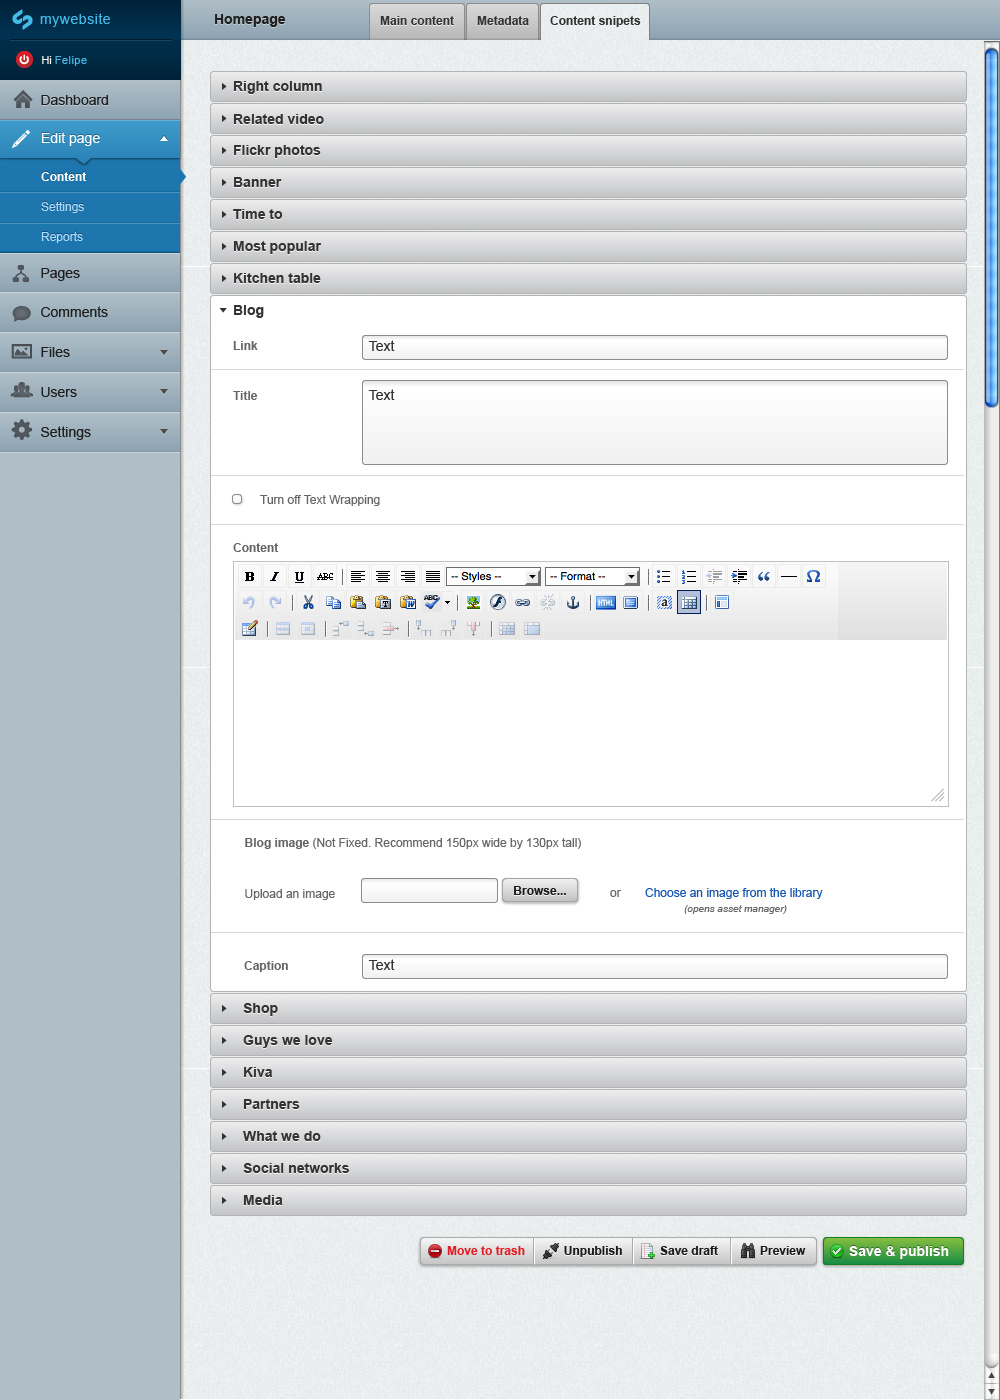 mywebsite
Homepage
Main content
Metadata
Content snipets
Hi Felipe
Dashboard
Edit page
Content
Settings
Reports
Pages
Comments
Files
Users
Settings
Right column
Related video
Flickr photos
Banner
Time to
Most popular
Kitchen table
Blog
Link
Text
Title
Text
Turn off Text Wrapping
Content
B I U ABC -- Styles -- -- Format --
ABC HTML
Blog image (Not Fixed. Recommend 150px wide by 130px tall)
Upload an image
Browse...
or
Choose an image from the library
(opens asset manager)
Caption
Text
Shop
Guys we love
Kiva
Partners
What we do
Social networks
Media
Move to trash
Unpublish
Save draft
Preview
Save & publish